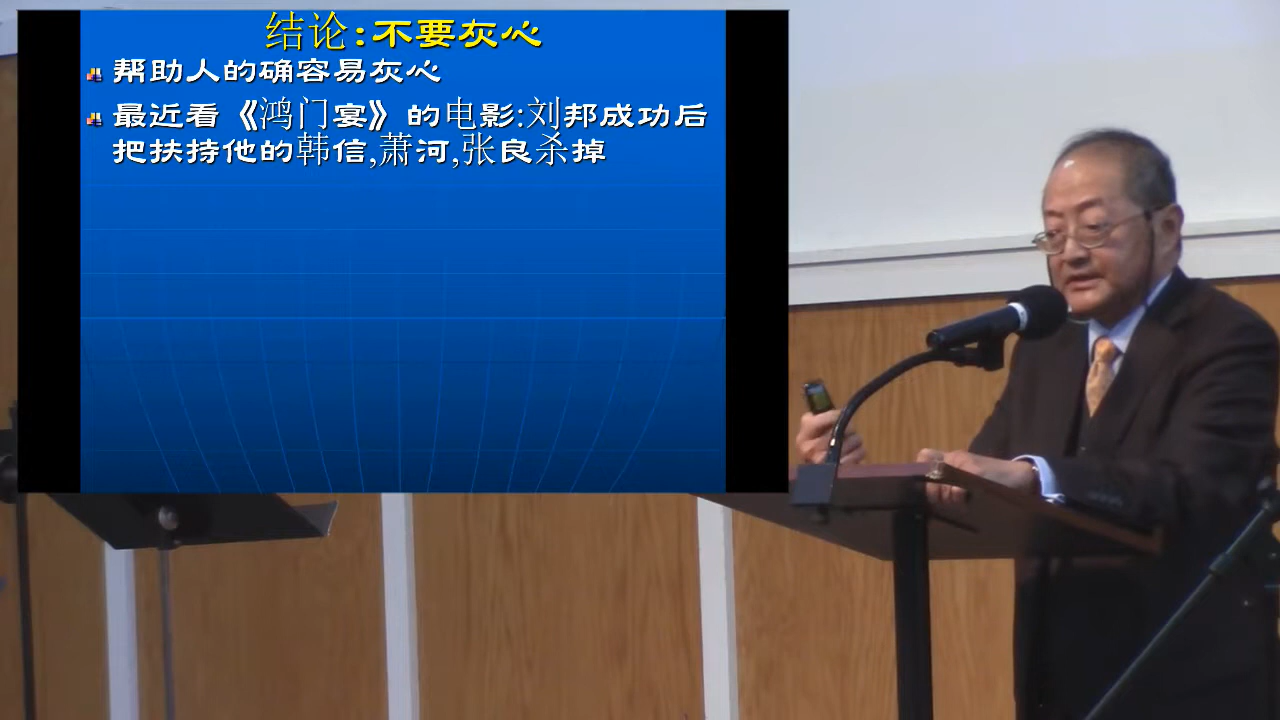 结论:不要灰心
帮助人的确容易灰心
最近看《鸿门宴》的电影:刘邦成功后
把扶持他的韩信,萧河,张良杀掉